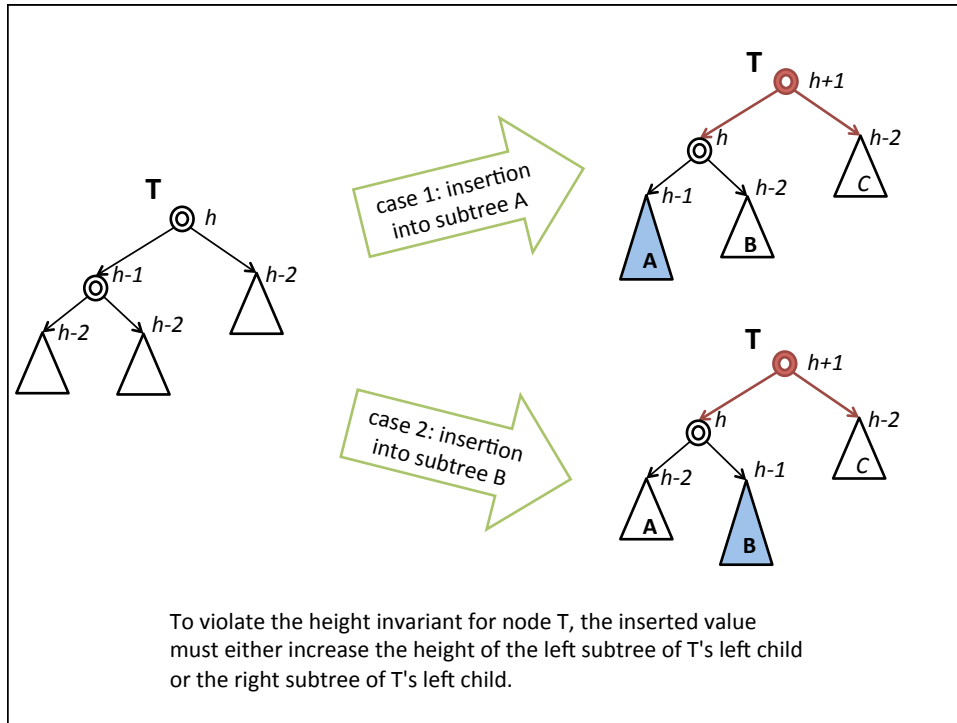 T
h
h-1
h-2
h-2
h-2
case 1: insertion
into subtree A
T
h+1
h
h-2
h-1
h-2
A
B
C
case 2: insertion
into subtree B
T
h+1
h
h-2
h-2
h-1
A
B
C
To violate the height invariant for node T, the inserted value
must either increase the height of the left subtree of T's left child
or the right subtree of T's left child.